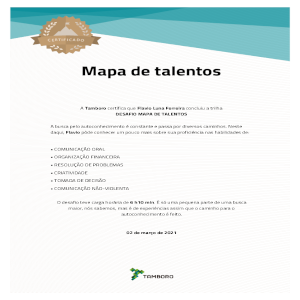 CERTIFICADO
Mapa de talentos
A Tamboro certifica que Flavio Luna Ferreira concluiu a trilha
DESAFIO MAPA DE TALENTOS
A busca pelo autoconhecimento é constante e passa por diversos caminhos. Neste
daqui, Flavio pôde conhecer um pouco mais sobre sua proficiência nas habilidades de:
• COMUNICAÇÃO ORAL
• ORGANIZAÇÃO FINANCEIRA
• RESOLUÇÃO DE PROBLEMAS
• CRIATIVIDADE
• TOMADA DE DECISÃO
• COMUNICAÇÃO NÃO-VIOLENTA
O desafio teve carga horária de 6 h10 min. E só uma pequena parte de uma busca
maior, nós sabemos, mas é de experiências assim que o caminho para o
autoconhecimento é feito.
02 de março de 2021
TAMBORO